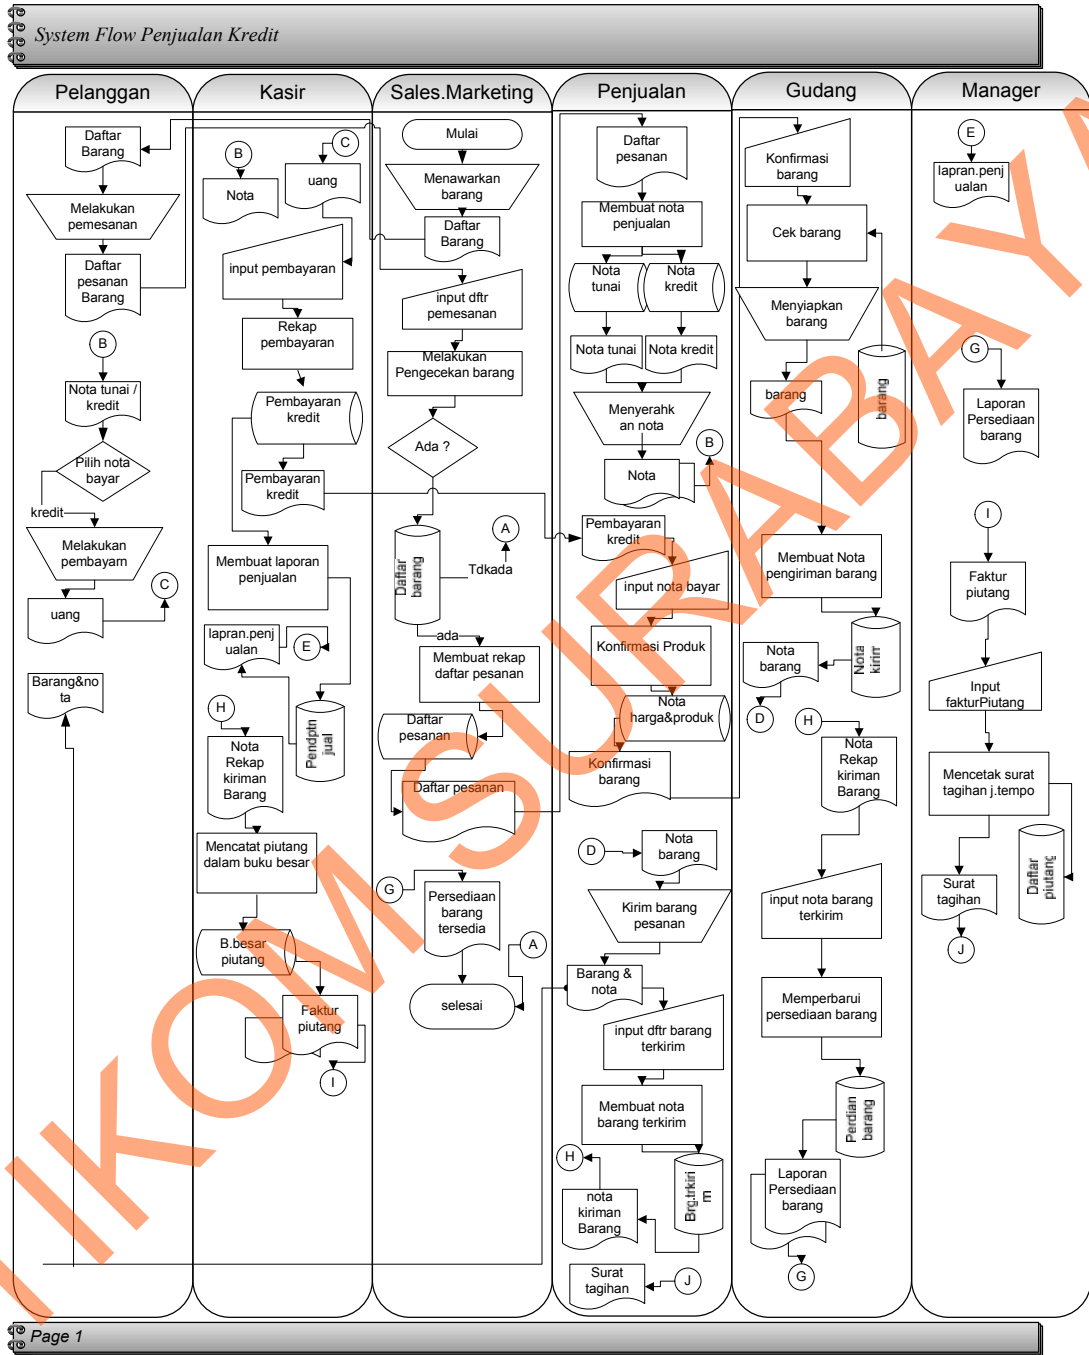 System Flow Penjualan Kredit
Pelanggan
Kasir
Sales.Marketing
Penjualan
Gudang
Manager
Daftar
Barang
Melakukan
pemesanan
Daftar
pesanan
Barang
B
Nota tunai /
kredit
Pilih nota
bayar
kredit
Melakukan
pembayarn
C
uang
Barang&no
ta
B
Nota
C
uang
input pembayaran
Rekap
pembayaran
Pembayaran
kredit
Pembayaran
kredit
Membuat laporan
penjualan
lapran.penj
ualan
E
H
Nota
Rekap
kiriman
Barang
Pendptn
jual
Mencatat piutang
dalam buku besar
B.besar
piutang
Faktur
piutang
I
Mulai
Menawarkan
barang
Daftar
Barang
input dftr
pemesanan
Melakukan
Pengecekan barang
Ada ?
Daftar
barang
A
Tdkada
ada
Membuat rekap
daftar pesanan
Daftar
pesanan
Daftar pesanan
G
Persediaan
barang
tersedia
A
selesai
Daftar
pesanan
Membuat nota
penjualan
Nota
tunai
Nota
kredit
Nota tunai
Nota kredit
Menyerahk
an nota
Nota
B
Pembayaran
kredit
input nota bayar
Konfirmasi Produk
Nota
harga&produk
Konfirmasi
barang
D
Nota
barang
Kirim barang
pesanan
Barang &
nota
input dftr barang
terkirim
Membuat nota
barang terkirim
H
nota
kiriman
Barang
Brg.trkiri
m
Surat
tagihan
J
Konfirmasi
barang
Cek barang
Menyiapkan
barang
barang
barang
Membuat Nota
pengiriman barang
Nota
barang
Nota
kirim
D
H
Nota
Rekap
kiriman
Barang
input nota barang
terkirim
Memperbarui
persediaan barang
Perdian
barang
Laporan
Persediaan
barang
G
E
lapran.penj
ualan
G
Laporan
Persediaan
barang
I
Faktur
piutang
Input
fakturPiutang
Mencetak surat
tagihan j.tempo
Daftar
piutang
Surat
tagihan
J
IKOM SURABAYA
Page 1